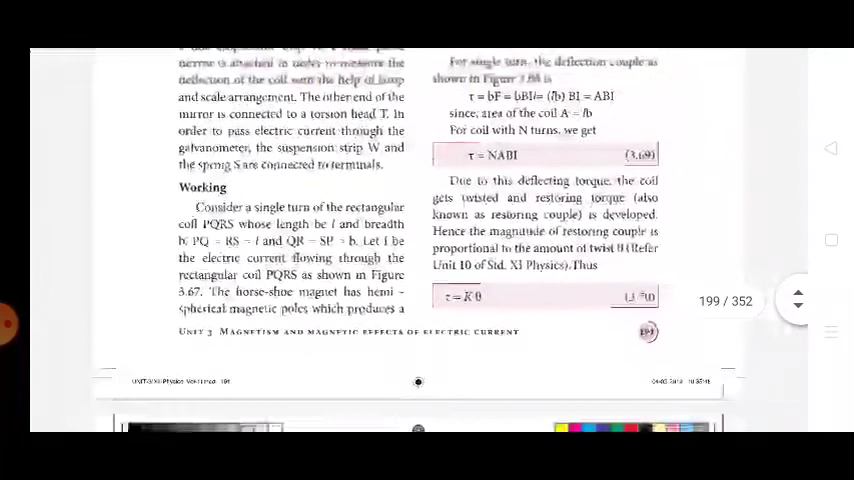 deflection of the coil with the help of lamp
and scale arrangement. The other end of the
mirror is connected to a torsion head T. In
order to pass electric current through the
galvanometer, the suspension strip W and
the spring S are connected to terminals.
Working
Consider a single turn of the rectangular
coil PQRS whose length be l and breadth
b. PQ = RS = l and QR = SP = b. Let I be
the electric current flowing through the
rectangular coil PQRS as shown in Figure
3.67. The horse-shoe magnet has hemi -
spherical magnetic poles which produces a
For single turn, the deflection couple as
shown in Figure is
τ = bF = bBIl = (lb) BI = ABI
since, area of the coil A = lb
For coil with N turns, we get
τ = NABI (3.69)
Due to this deflecting torque, the coil
gets twisted and restoring torque (also
known as restoring couple) is developed.
Hence the magnitude of restoring couple is
proportional to the amount of twist θ (Refer
Unit 10 of Std. XI Physics). Thus
τ = K θ
UNIT 3 MAGNETISM AND MAGNETIC EFFECTS OF ELECTRIC CURRENT
199 / 352